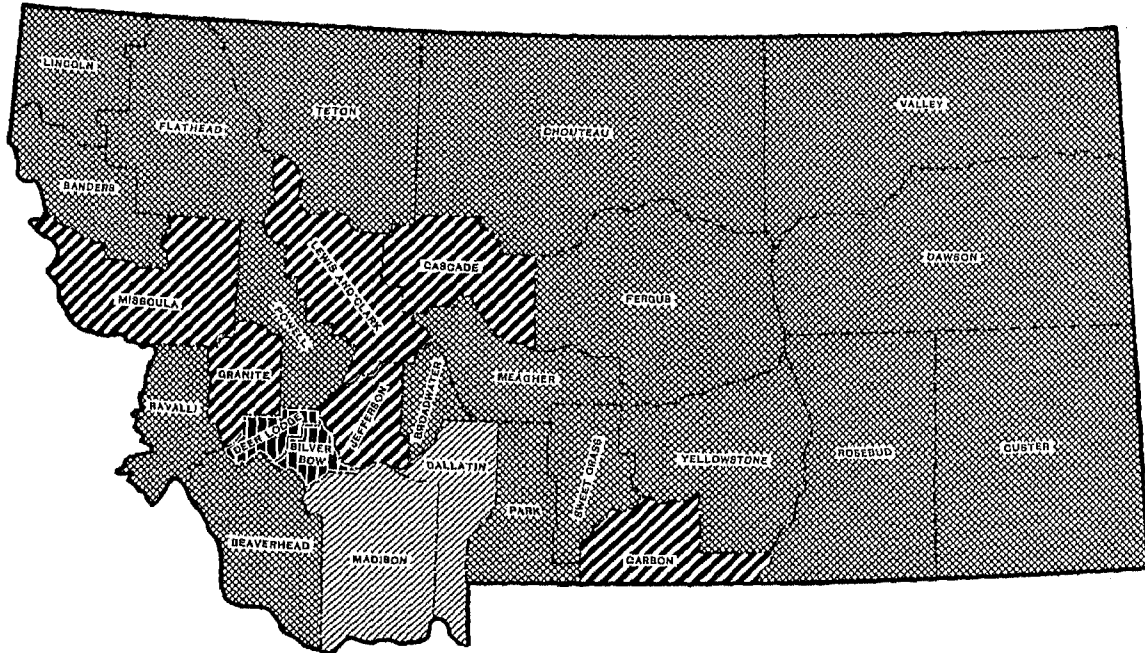 LINCOLN
FLATHEAD
TETON
CHOUTEAU
VALLEY
SANDERS
MISSOULA
POWELL
LEWIS AND CLARK
CASCADE
FERGUS
DAWSON
GRANITE
RAVALLI
DEER LODGE
SILVER
BOW
JEFFERSON
BROADWATER
MEAGHER
GALLATIN
PARK
SWEET GRASS
YELLOWSTONE
ROSEBUD
CUSTER
BEAVERHEAD
MADISON
CARBON